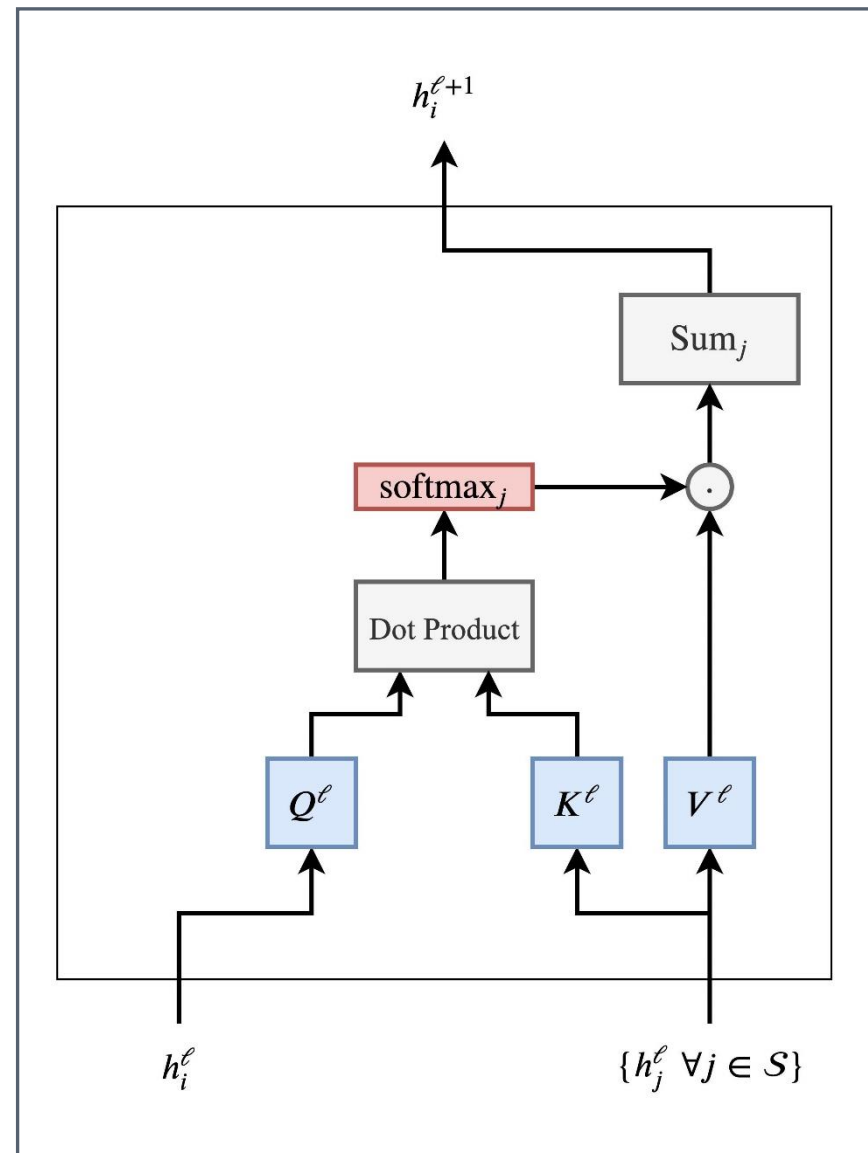 h_i^{ℓ+1}
Sum_j
softmax_j
·
Dot Product
Q^ℓ
K^ℓ
V^ℓ
h_i^ℓ
{h_j^ℓ ∀j ∈ 𝒮}